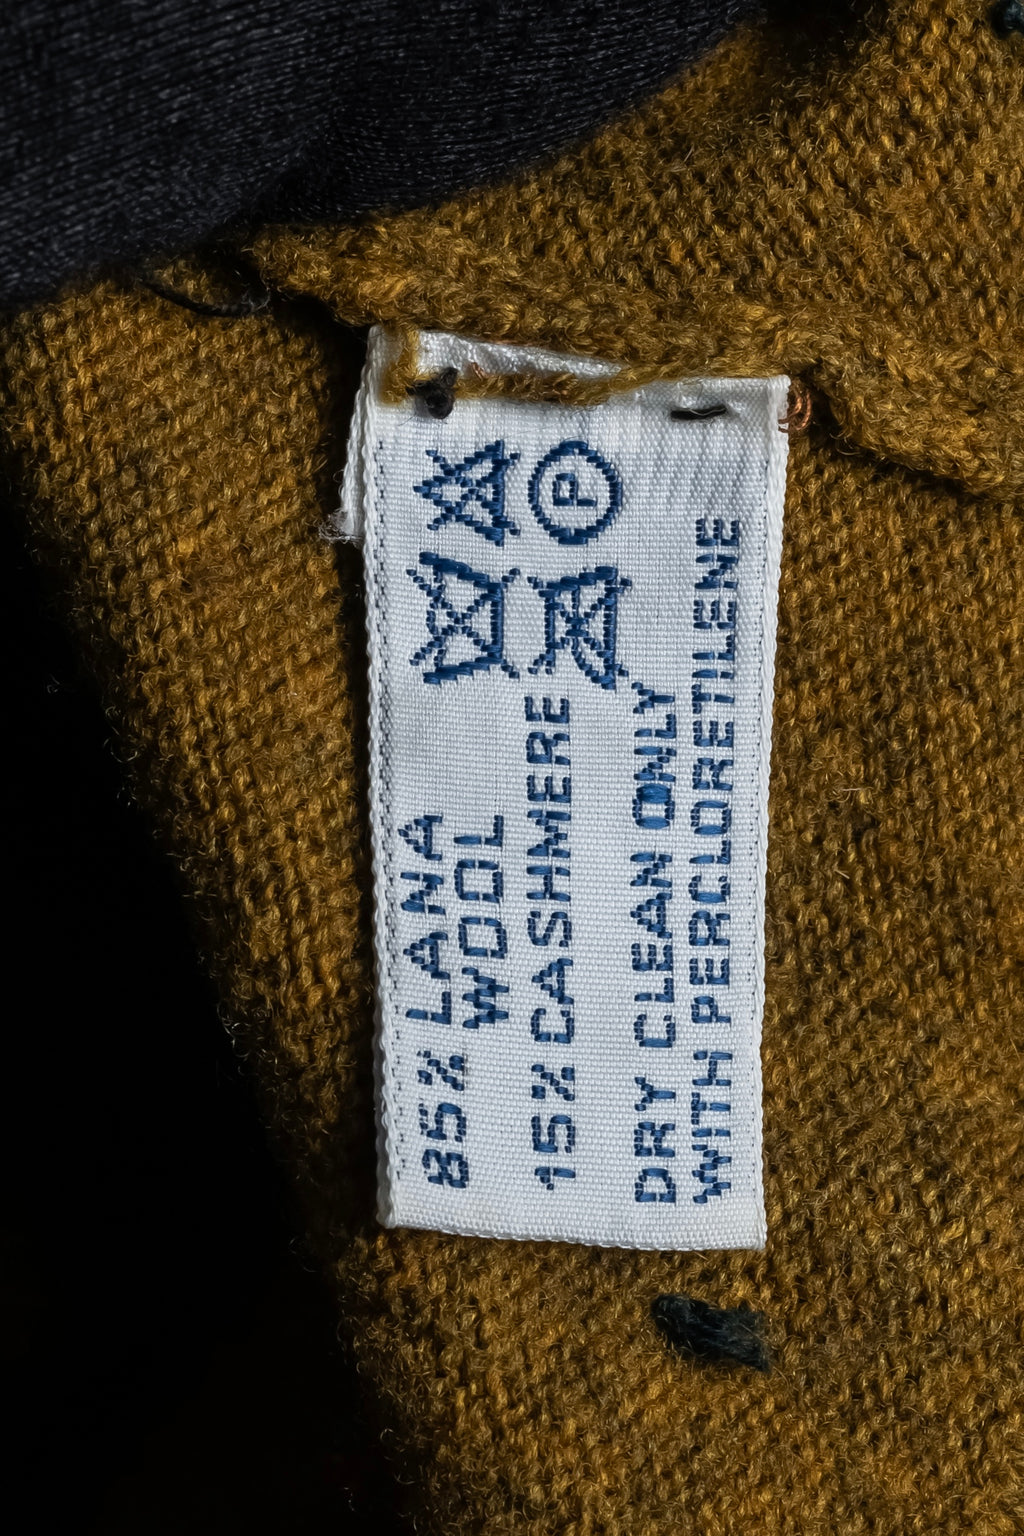 85% LANA
WOOL
15% CASHMERE
DRY CLEAN ONLY
WITH PERCLORETILENE
P